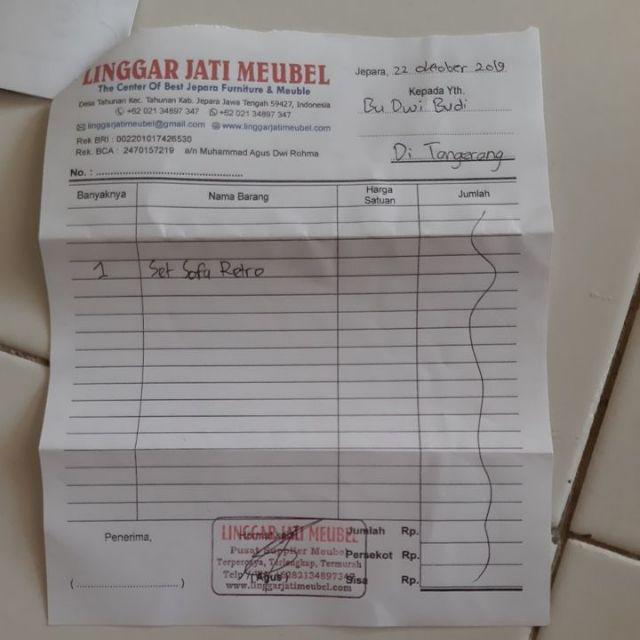 LINGGAR JATI MEUBEL
The Center Of Best Jepara Furniture & Meuble
Desa Tahunan Kec. Tahunan Kab. Jepara Jawa Tengah 59427, Indonesia
+62 021 34897 347 +62 021 34897 347
linggarjatimeubel@gmail.com www.linggarjatimeubel.com
Rek BRI : 002201017426530
Rek. BCA : 2470157219 a/n Muhammad Agus Dwi Rohma
No. : ...............................................
Jepara, 22 oktober 2019
Kepada Yth.
Bu Dwi Budi
Di Tangerang
Banyaknya Nama Barang Harga Satuan Jumlah
1 Set Sofa Retro
Penerima,
(..............................)
LINGGAR JATI MEUBEL
Pusat Supplier Meubel
Terpercaya, Terlengkap, Termurah
(Agus)
www.linggarjatimeubel.com
Jumlah Rp.
Persekot Rp.
Sisa Rp.